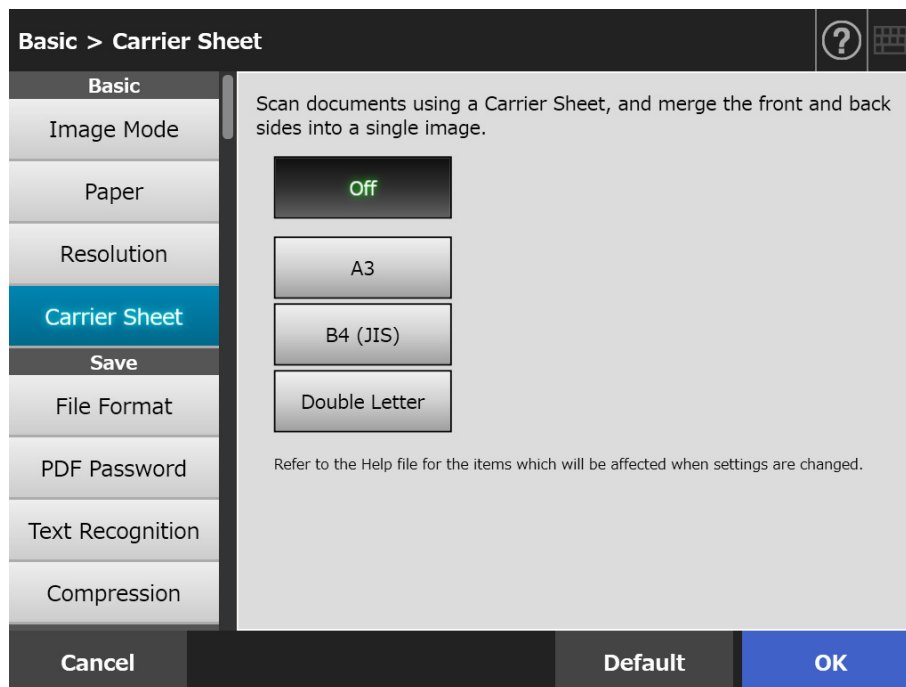 Basic > Carrier Sheet
?
Basic
Image Mode
Paper
Resolution
Carrier Sheet
Save
File Format
PDF Password
Text Recognition
Compression
Scan documents using a Carrier Sheet, and merge the front and back
sides into a single image.
Off
A3
B4 (JIS)
Double Letter
Refer to the Help file for the items which will be affected when settings are changed.
Cancel
Default
OK